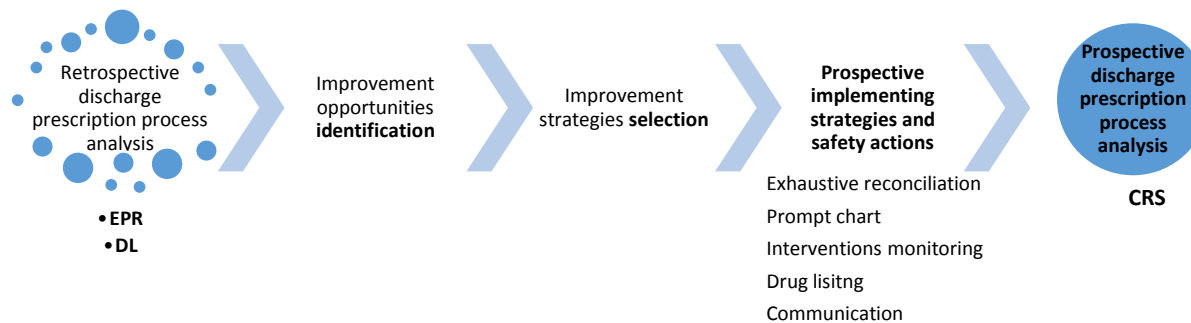 Retrospective
discharge
prescription process
analysis
• EPR
• DL
Improvement
opportunities
identification
Improvement
strategies selection
Prospective
implementing
strategies and
safety actions
Exhaustive reconciliation
Prompt chart
Interventions monitoring
Drug lisitng
Communication
Prospective
discharge
prescription
process
analysis
CRS